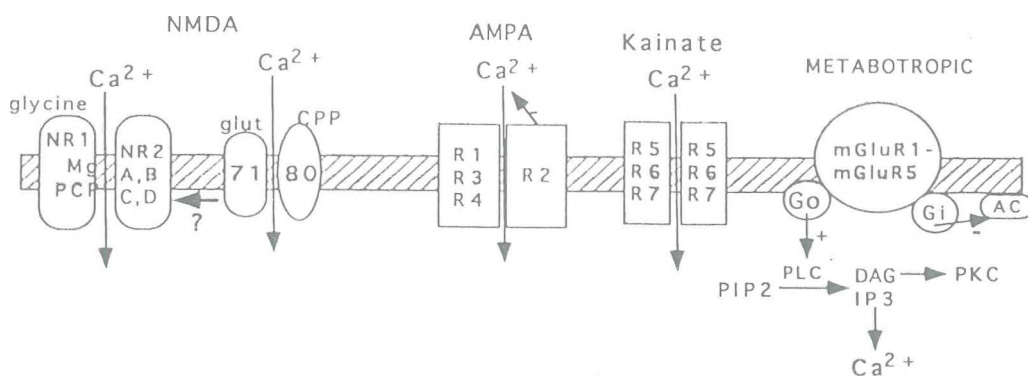 NMDA
AMPA
Kainate
METABOTROPIC
Ca2+
Ca2+
Ca2+
Ca2+
glycine
glut
CPP
NR1
Mg
PCP
NR2
A,B
C,D
?
71
80
R1
R3
R4
-
R2
R5
R6
R7
R5
R6
R7
mGluR1-
mGluR5
Go
Gi
AC
+
-
PLC
PIP2
DAG
IP3
PKC
Ca2+